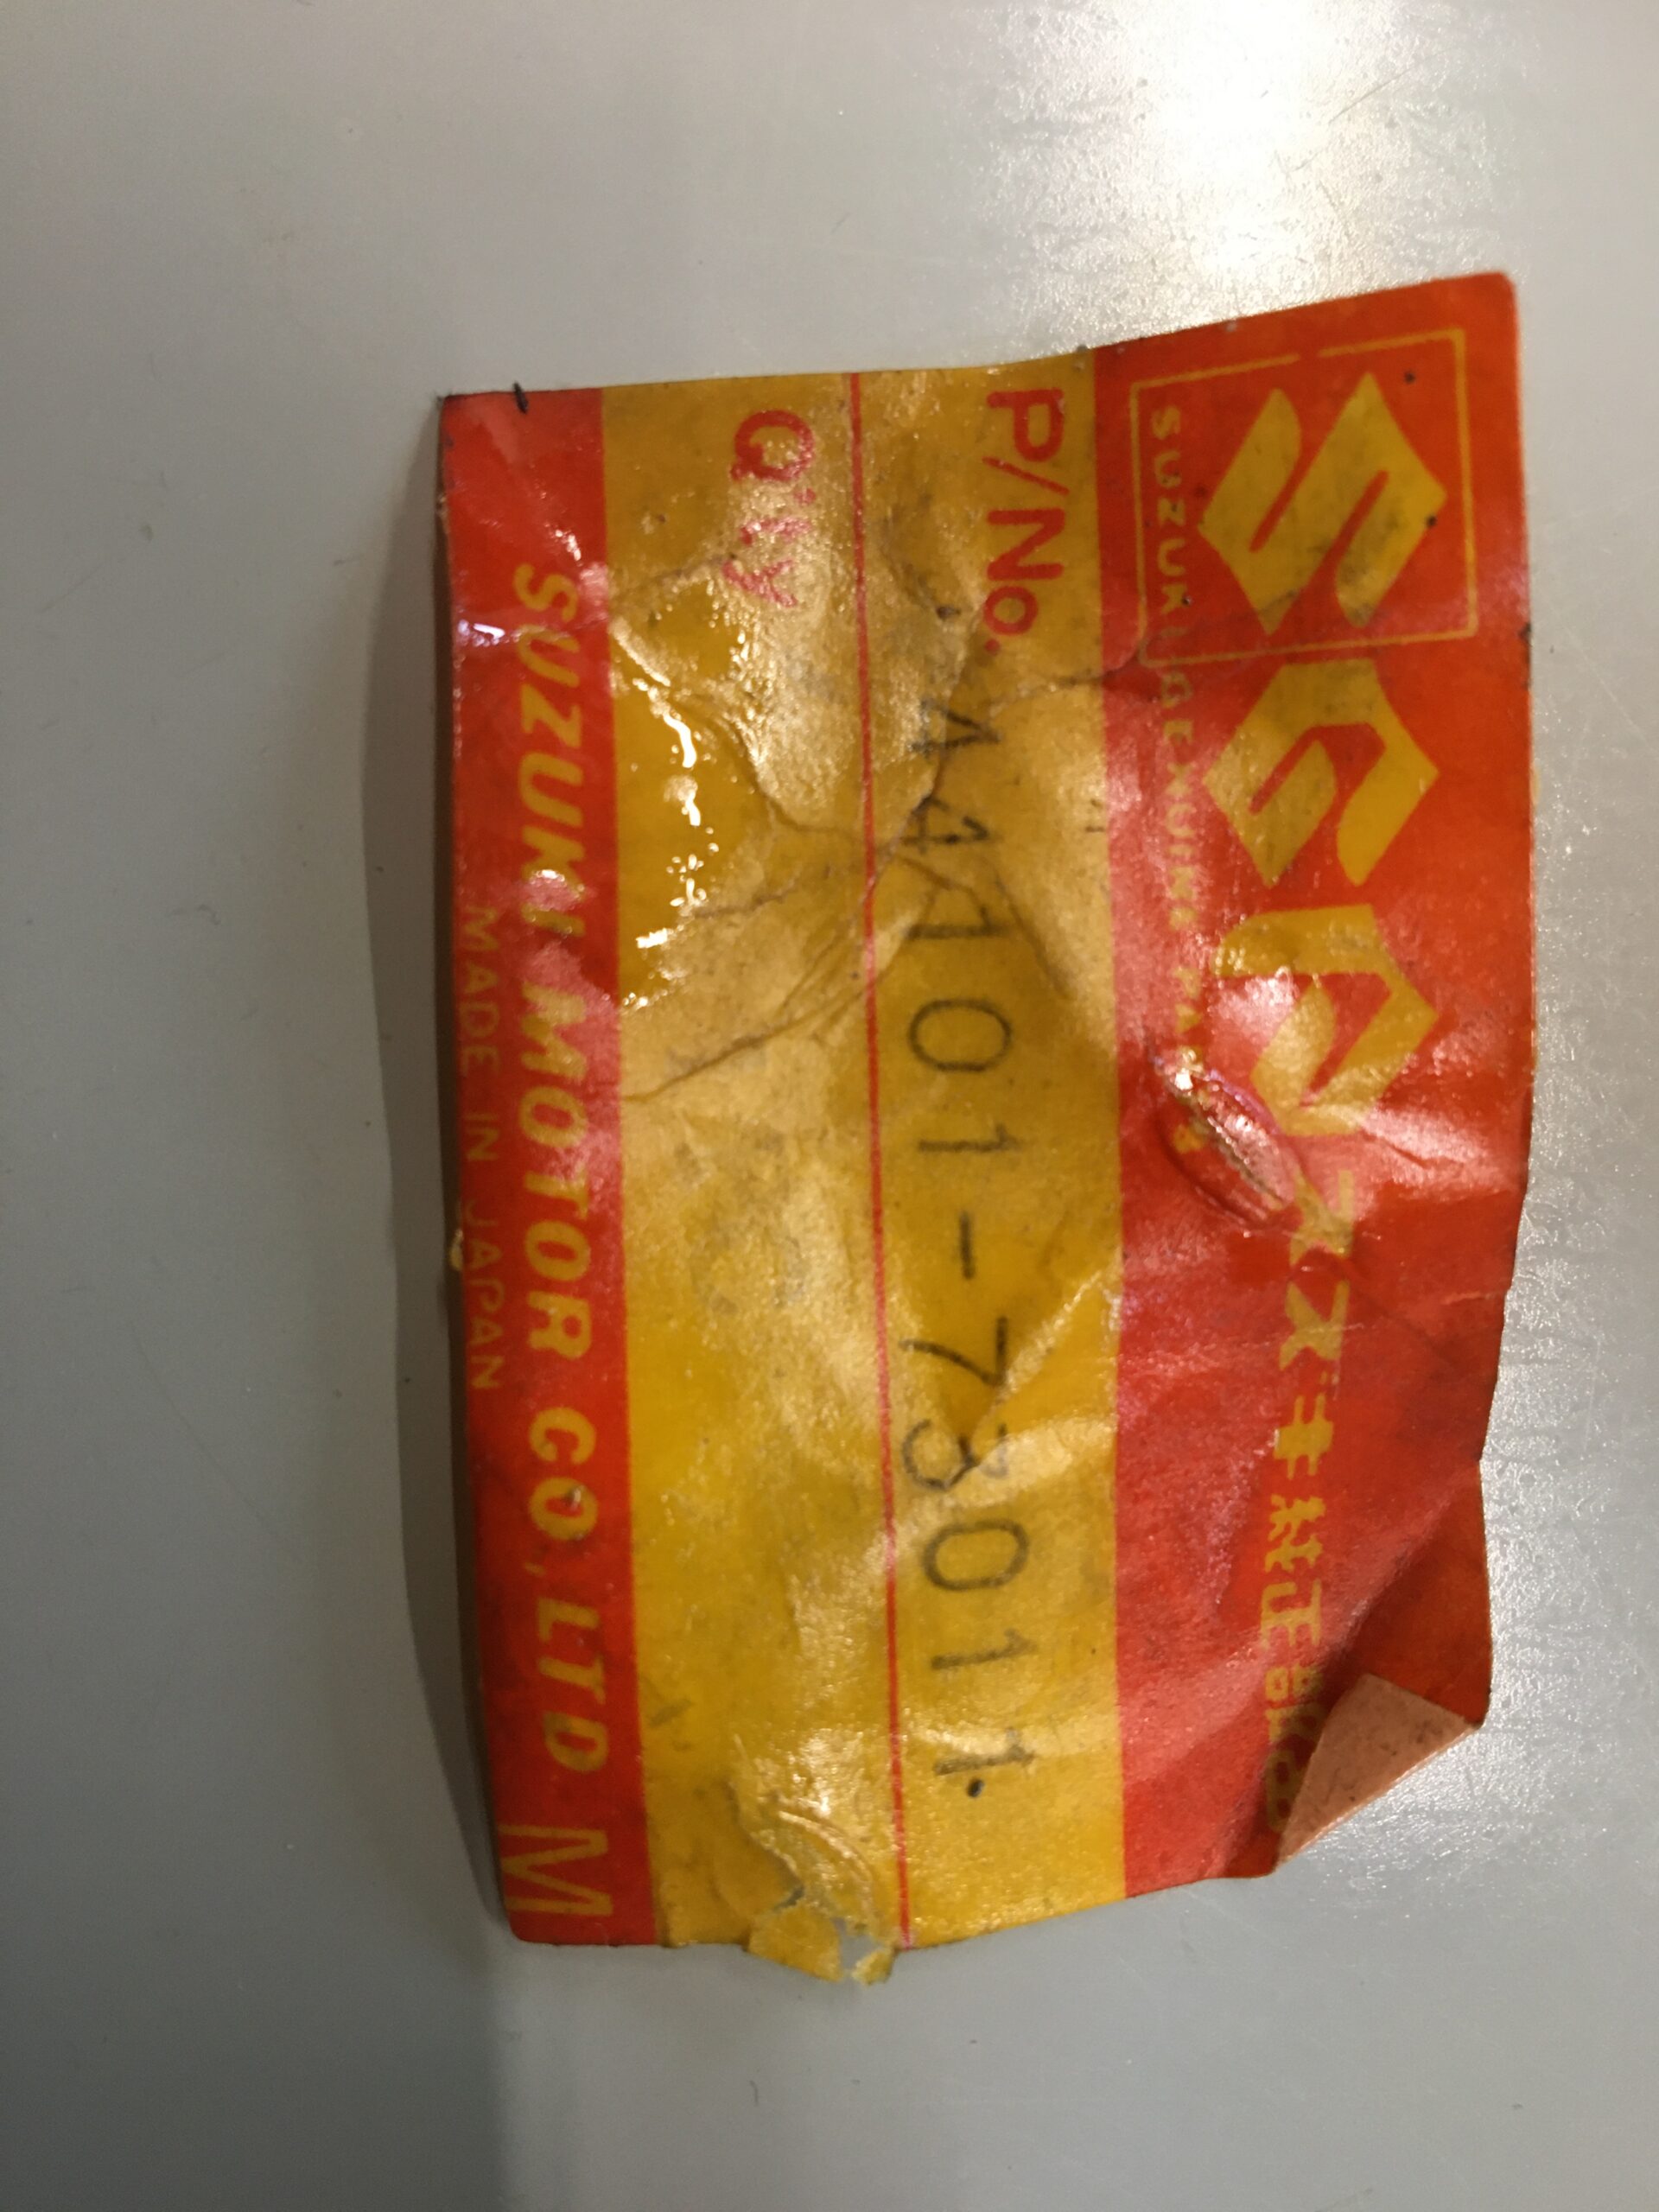 SGP スズキ純正部品
SUZUKI GENUINE PARTS
P/No. 44101-73011.
Q'ty
SUZUKI MOTOR CO.,LTD M
MADE IN JAPAN